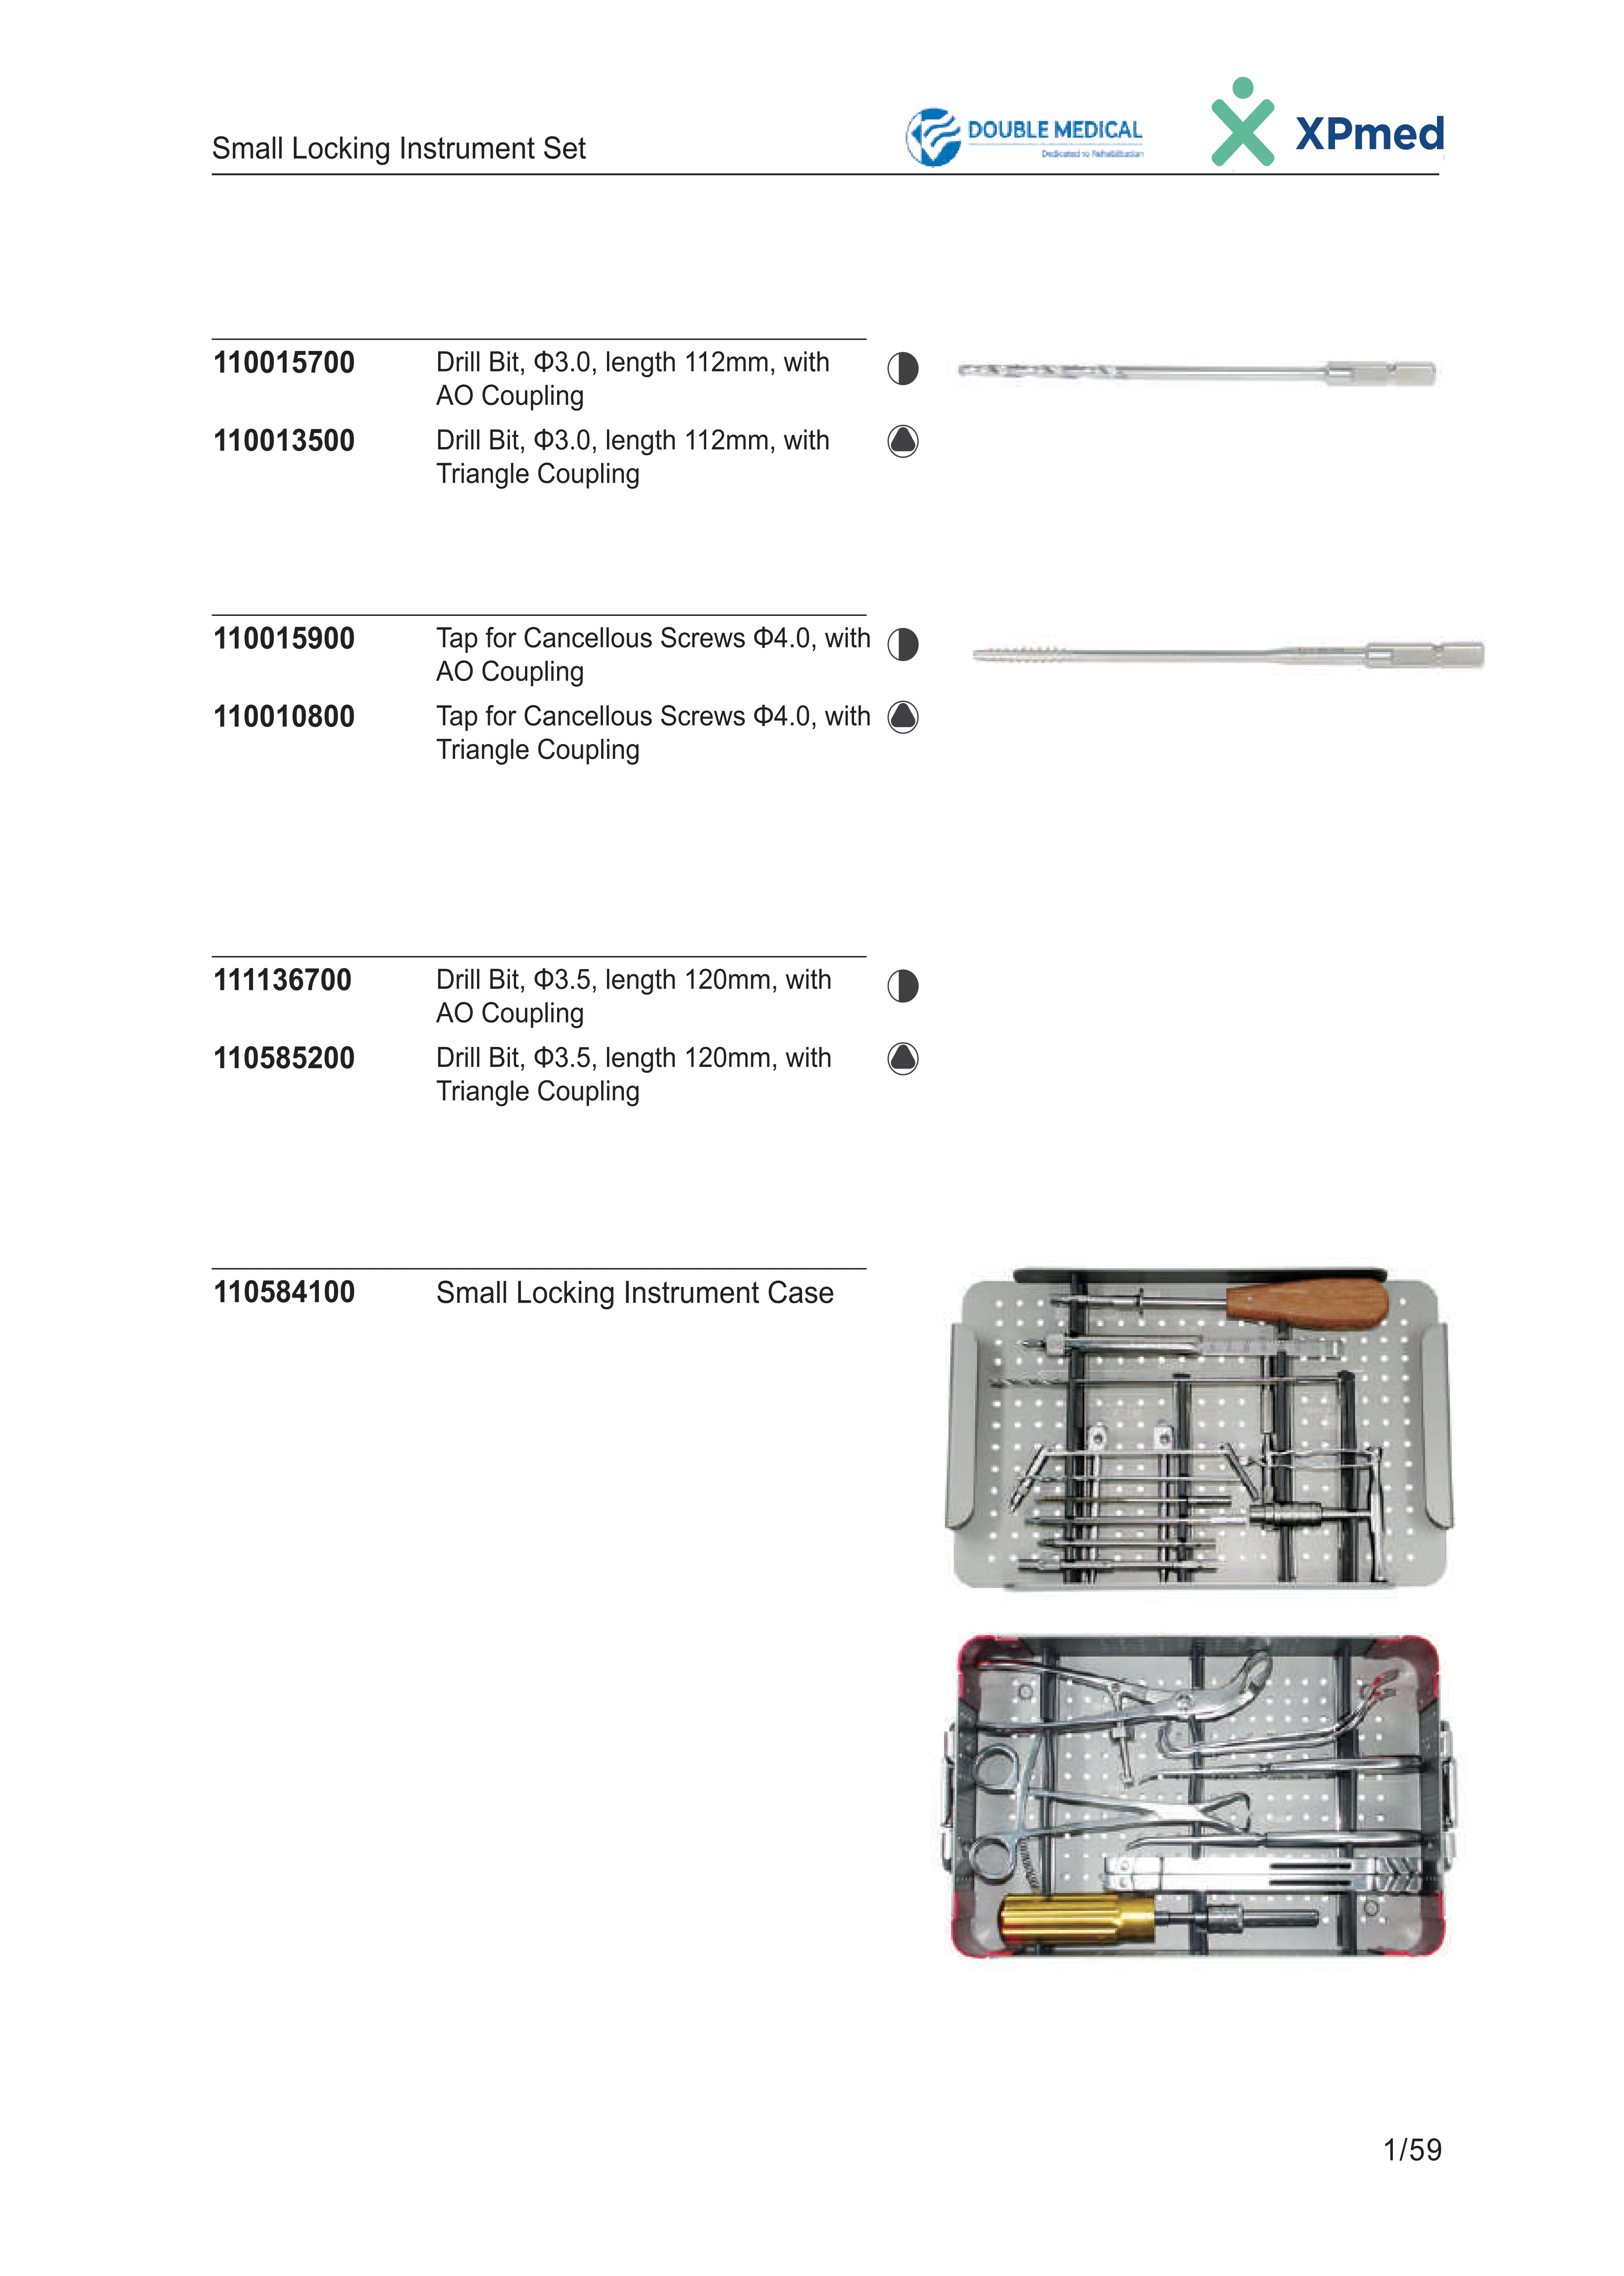 Small Locking Instrument Set
DOUBLE MEDICAL
Dedicated to Rehabilitation
XPmed
110015700 Drill Bit, Φ3.0, length 112mm, with
AO Coupling
110013500 Drill Bit, Φ3.0, length 112mm, with
Triangle Coupling
110015900 Tap for Cancellous Screws Φ4.0, with
AO Coupling
110010800 Tap for Cancellous Screws Φ4.0, with
Triangle Coupling
111136700 Drill Bit, Φ3.5, length 120mm, with
AO Coupling
110585200 Drill Bit, Φ3.5, length 120mm, with
Triangle Coupling
110584100 Small Locking Instrument Case
1/59